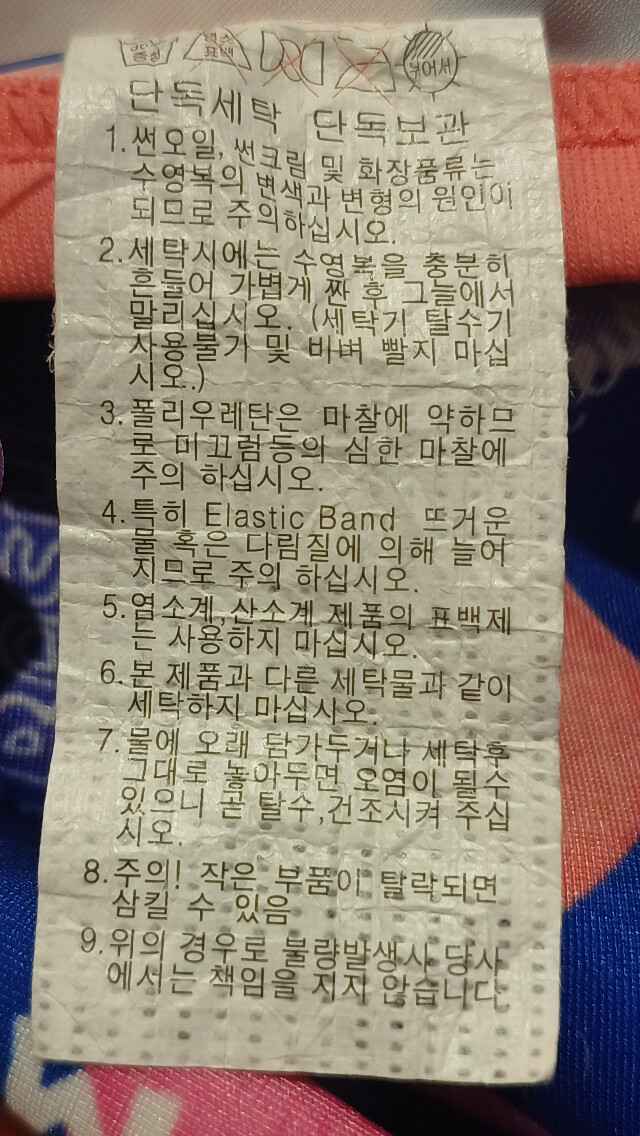 중성
염소
표백
뉘어서
단독세탁 단독보관
1.썬오일, 썬크림 및 화장품류는
수영복의 변색과 변형의 원인이
되므로 주의하십시오.
2.세탁시에는 수영복을 충분히
흔들어 가볍게 짠 후 그늘에서
말리십시오. (세탁기 탈수기
사용불가 및 비벼 빨지 마십
시오.)
3.폴리우레탄은 마찰에 약하므
로 미끄럼등의 심한 마찰에
주의 하십시오.
4.특히 Elastic Band 뜨거운
물 혹은 다림질에 의해 늘어
지므로 주의 하십시오.
5.염소계,산소계 제품의 표백제
는 사용하지 마십시오.
6.본 제품과 다른 세탁물과 같이
세탁하지 마십시오.
7.물에 오래 담가두거나 세탁후
그대로 놓아두면 오염이 될수
있으니 곧 탈수,건조시켜 주십
시오.
8.주의! 작은 부품이 탈락되면
삼킬 수 있음
9.위의 경우로 불량발생시 당사
에서는 책임을 지지 않습니다.